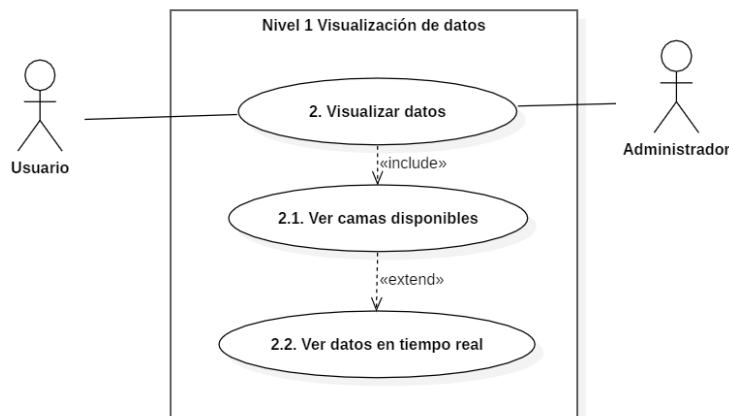 Nivel 1 Visualización de datos
2. Visualizar datos
Usuario
Administrador
«include»
2.1. Ver camas disponibles
«extend»
2.2. Ver datos en tiempo real